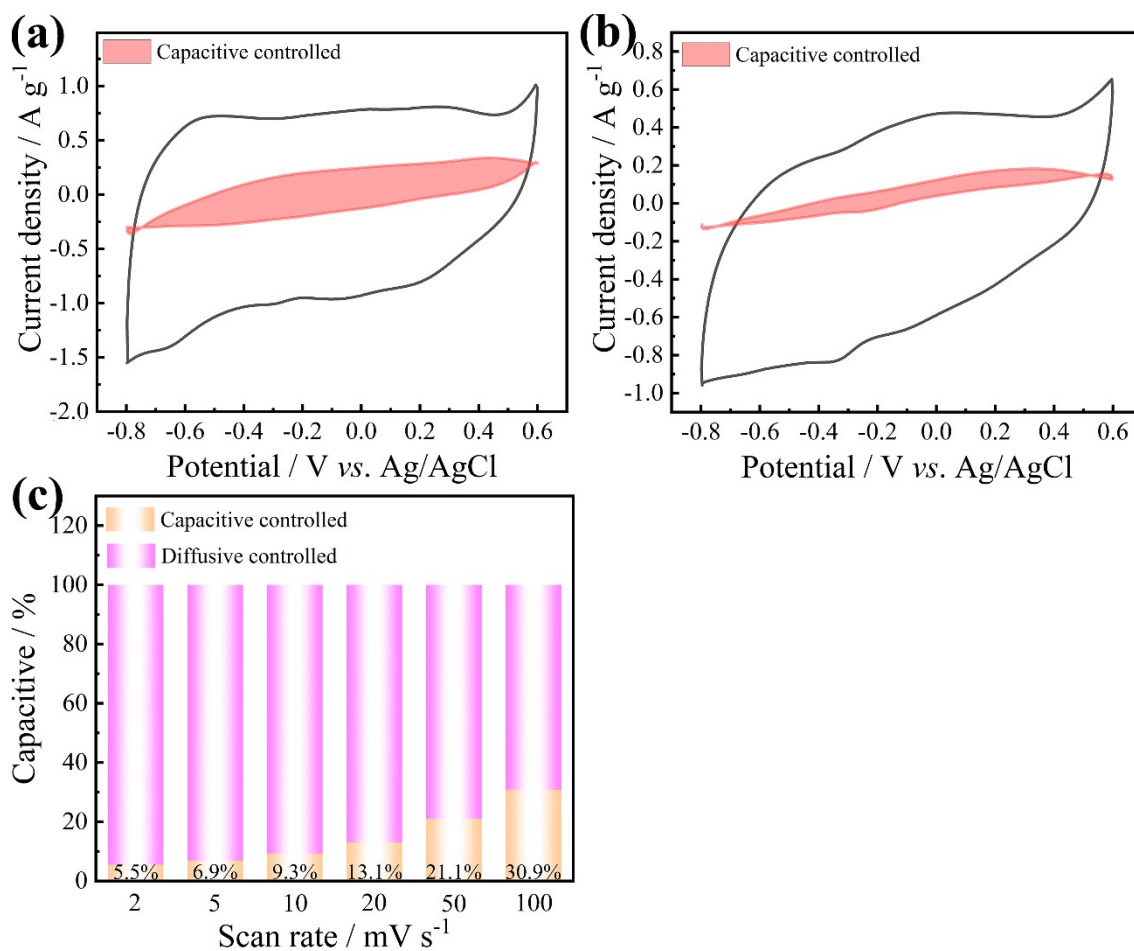 (a)
Capacitive controlled
1.0
0.5
0.0
-0.5
-1.0
-1.5
-2.0
Current density / A g⁻¹
-0.8 -0.6 -0.4 -0.2 0.0 0.2 0.4 0.6
Potential / V vs. Ag/AgCl
(b)
Capacitive controlled
0.8
0.6
0.4
0.2
0.0
-0.2
-0.4
-0.6
-0.8
-1.0
Current density / A g⁻¹
-0.8 -0.6 -0.4 -0.2 0.0 0.2 0.4 0.6
Potential / V vs. Ag/AgCl
(c)
Capacitive controlled
Diffusive controlled
120
100
80
60
40
20
0
Capacitive / %
5.5% 6.9% 9.3% 13.1% 21.1% 30.9%
2 5 10 20 50 100
Scan rate / mV s⁻¹